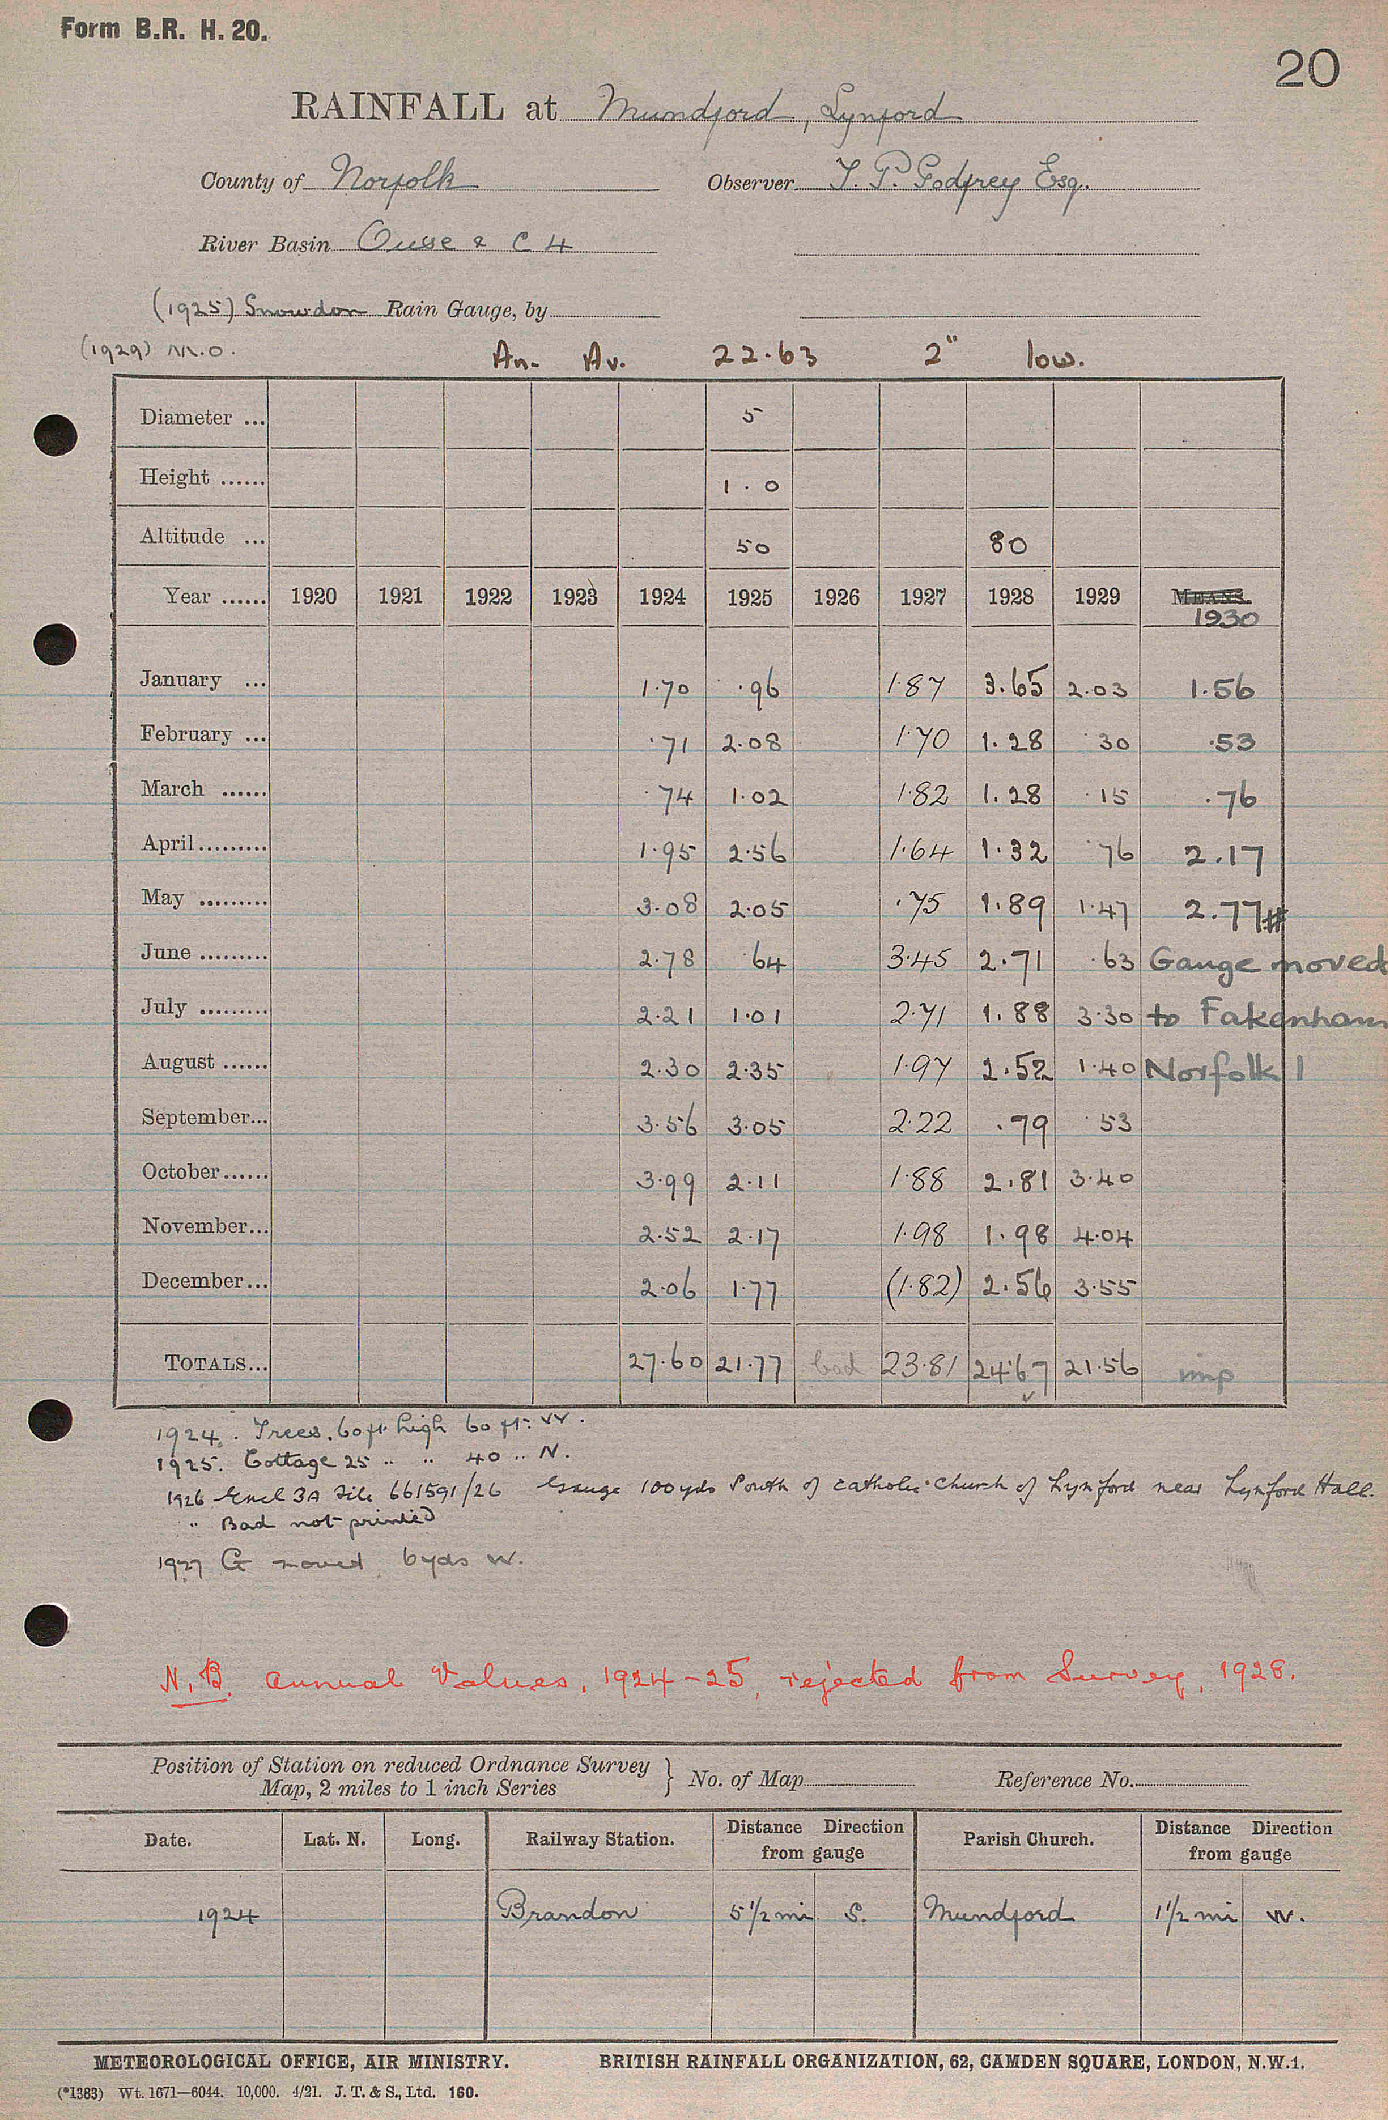 Form B.R. H. 20.
20
RAINFALL at Mundford, Lynford
County of Norfolk Observer T. P. Godfrey Esq.
River Basin Ouse & C 4
(1925) Snowdon Rain Gauge, by
(1929) M.O. An. Av. 22.63 2" low.
Diameter ... 5
Height ...... 1.0
Altitude ... 50 80
Year ...... 1920 1921 1922 1923 1924 1925 1926 1927 1928 1929 MEANS.
1930
January ... 1.70 .96 1.87 3.65 2.03 1.56
February ... .71 2.08 1.70 1.28 .30 .53
March ...... .74 1.02 1.82 1.28 .15 .76
April......... 1.95 2.56 1.64 1.32 .76 2.17
May ......... 3.08 2.05 .75 1.89 1.47 2.77#
June ......... 2.78 .64 3.45 2.71 .63 Gauge moved
July ......... 2.21 1.01 2.71 1.88 3.30 to Fakenham
August ...... 2.30 2.35 1.97 2.52 1.40 Norfolk 1
September... 3.56 3.05 2.22 .79 .53
October...... 3.99 2.11 1.88 2.81 3.40
November... 2.52 2.17 1.98 1.98 4.04
December... 2.06 1.77 (1.82) 2.56 3.55
TOTALS... 27.60 21.77 bad 23.81 24.67 21.56 imp
1924. Trees. 60 ft high 60 ft. W.
1925. Cottage 25 " " 40 " N.
1926 Encl 3A File 661591/26 Gauge 100yds South of Catholic Church of Lynford near Lynford Hall.
" Bad not printed
1927 G moved 6yds W.
N.B. Annual Values, 1924-25, rejected from Survey, 1928.
Position of Station on reduced Ordnance Survey
Map, 2 miles to 1 inch Series } No. of Map Reference No.
Date. Lat. N. Long. Railway Station. Distance Direction from gauge Parish Church. Distance Direction from gauge
1924 Brandon 5 1/2 mi S. Mundford 1 1/2 mi W.
METEOROLOGICAL OFFICE, AIR MINISTRY. BRITISH RAINFALL ORGANIZATION, 62, CAMDEN SQUARE, LONDON, N.W.1.
(*1383) Wt. 1671—6044. 10,000. 4/21. J. T. & S., Ltd. 160.